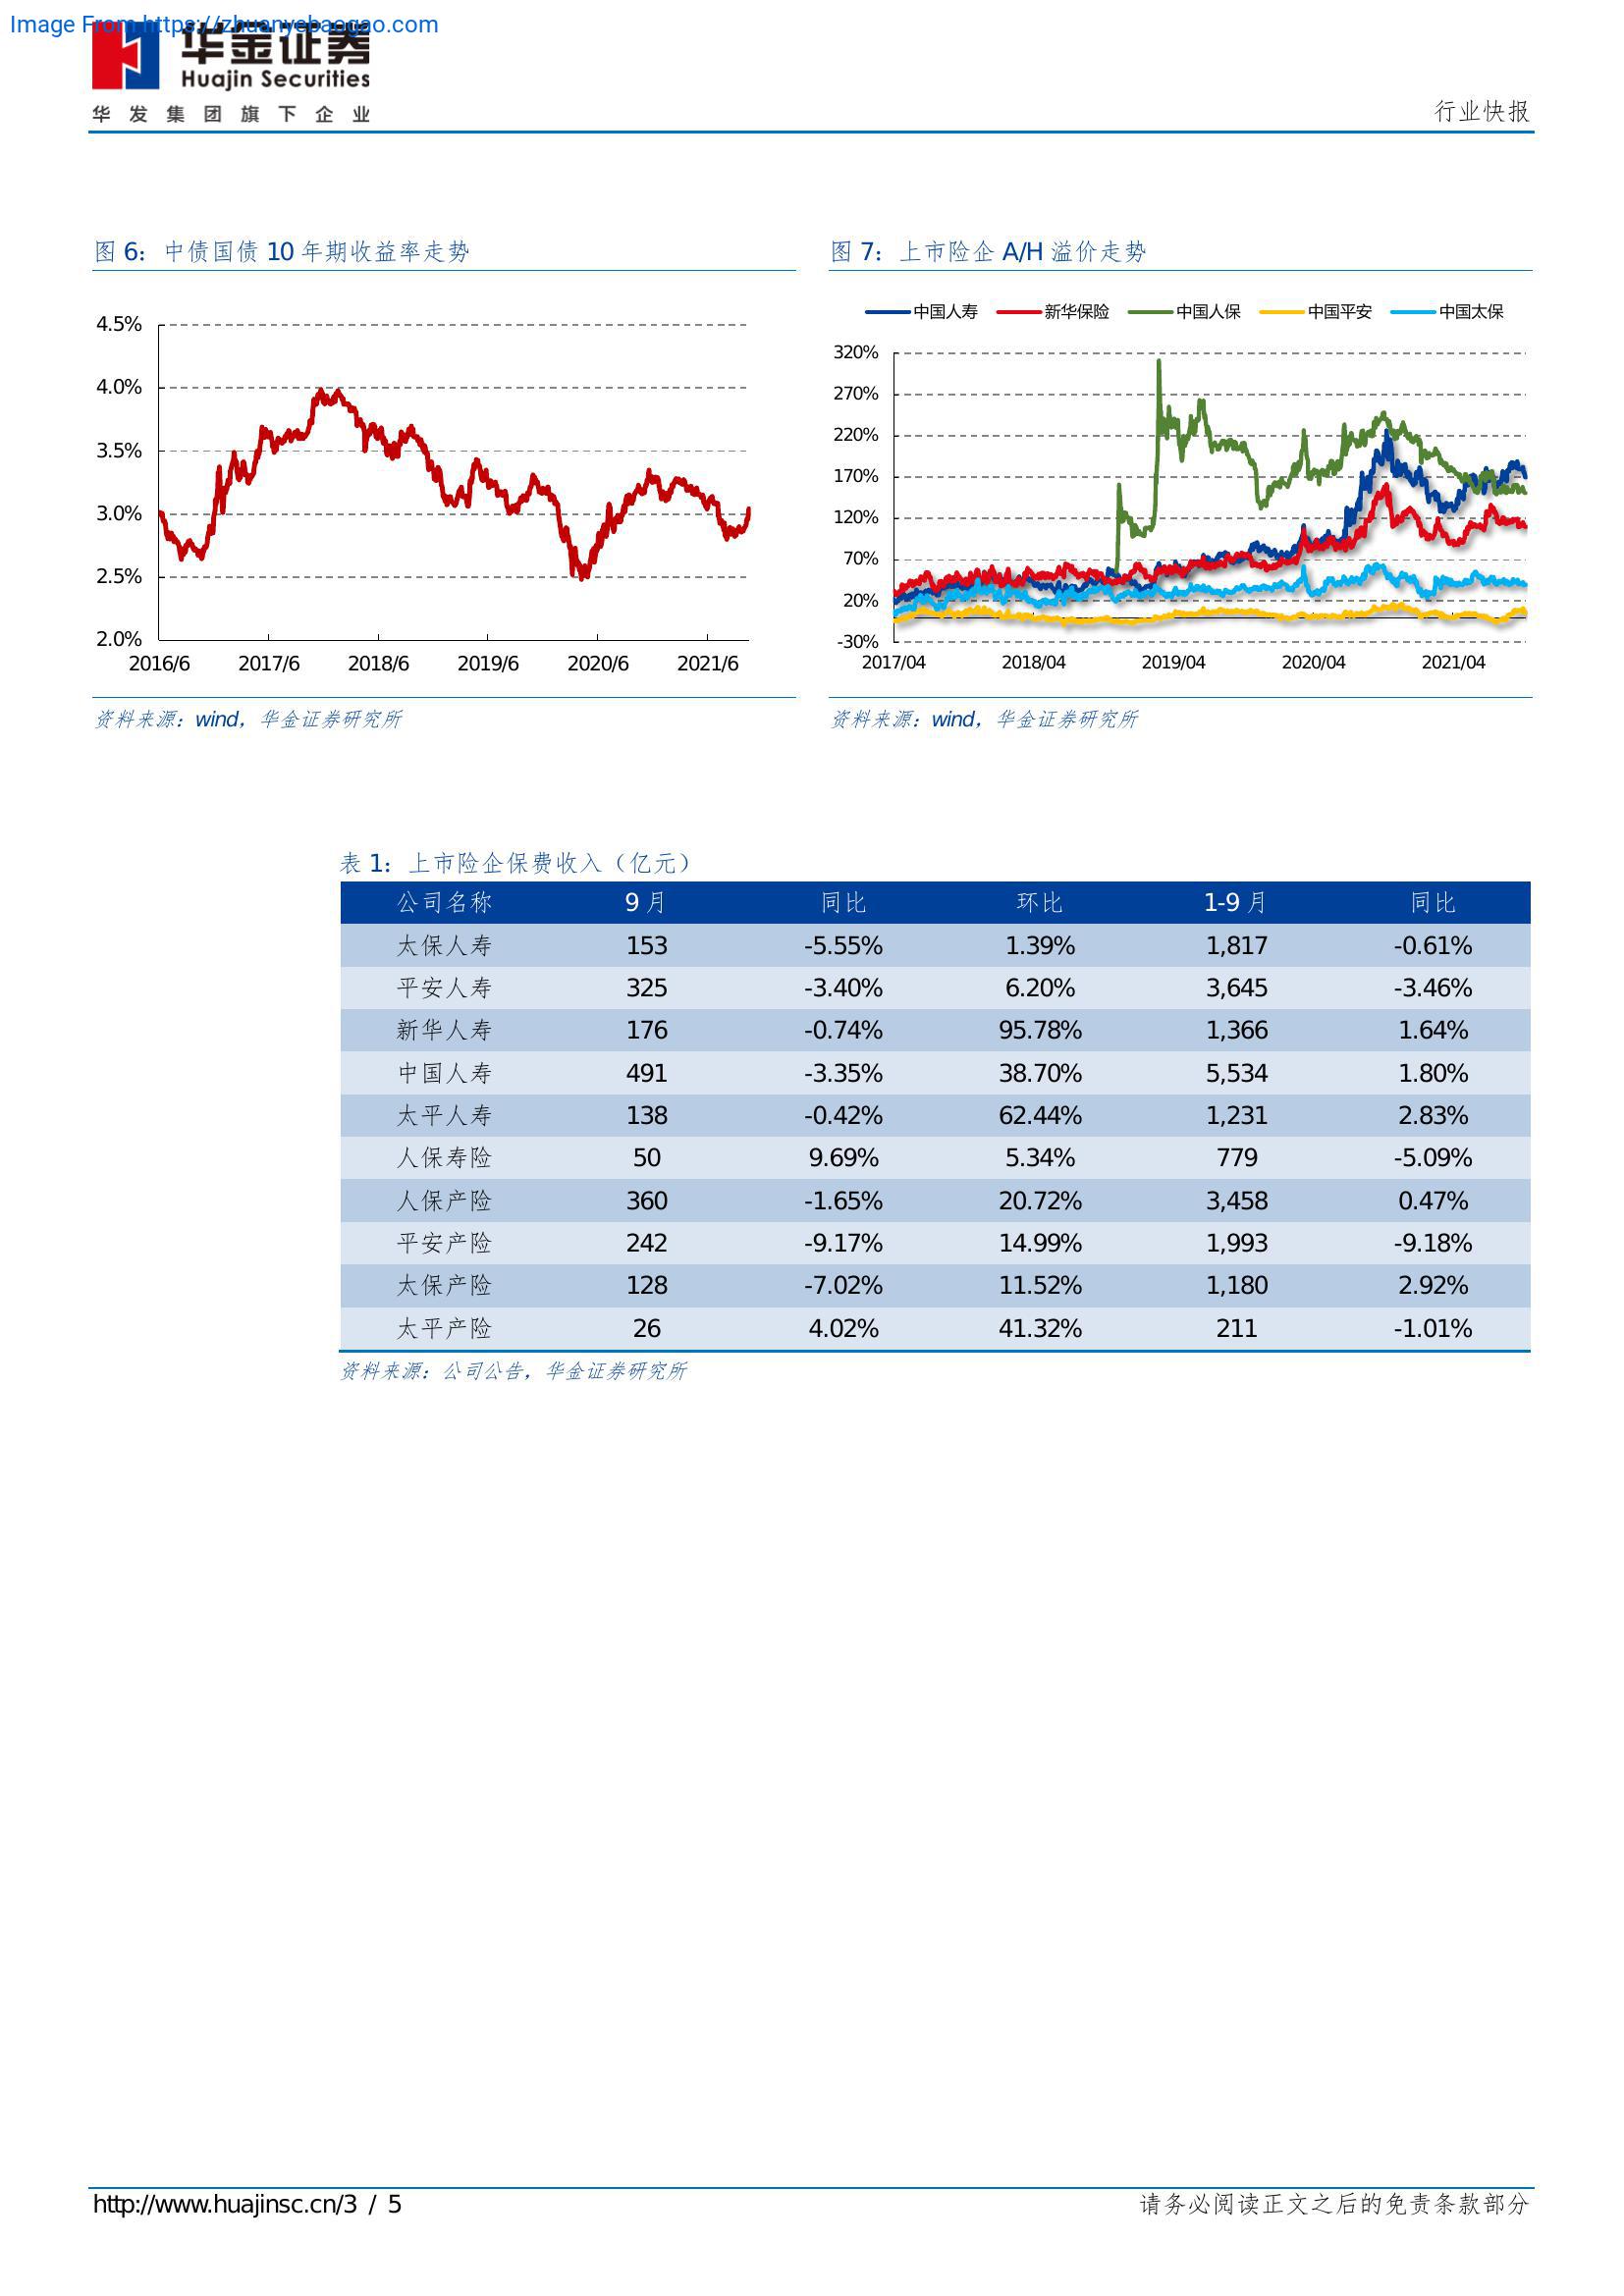 Image From https://zhuanyebaogao.com
华金证券
Huajin Securities
华发集团旗下企业
行业快报
图 6：中债国债 10 年期收益率走势
4.5%
4.0%
3.5%
3.0%
2.5%
2.0%
2016/6 2017/6 2018/6 2019/6 2020/6 2021/6
资料来源：wind，华金证券研究所
图 7：上市险企 A/H 溢价走势
中国人寿 新华保险 中国人保 中国平安 中国太保
320%
270%
220%
170%
120%
70%
20%
-30%
2017/04 2018/04 2019/04 2020/04 2021/04
资料来源：wind，华金证券研究所
表 1：上市险企保费收入（亿元）
公司名称 9 月 同比 环比 1-9 月 同比
太保人寿 153 -5.55% 1.39% 1,817 -0.61%
平安人寿 325 -3.40% 6.20% 3,645 -3.46%
新华人寿 176 -0.74% 95.78% 1,366 1.64%
中国人寿 491 -3.35% 38.70% 5,534 1.80%
太平人寿 138 -0.42% 62.44% 1,231 2.83%
人保寿险 50 9.69% 5.34% 779 -5.09%
人保产险 360 -1.65% 20.72% 3,458 0.47%
平安产险 242 -9.17% 14.99% 1,993 -9.18%
太保产险 128 -7.02% 11.52% 1,180 2.92%
太平产险 26 4.02% 41.32% 211 -1.01%
资料来源：公司公告，华金证券研究所
http://www.huajinsc.cn/3 / 5
请务必阅读正文之后的免责条款部分